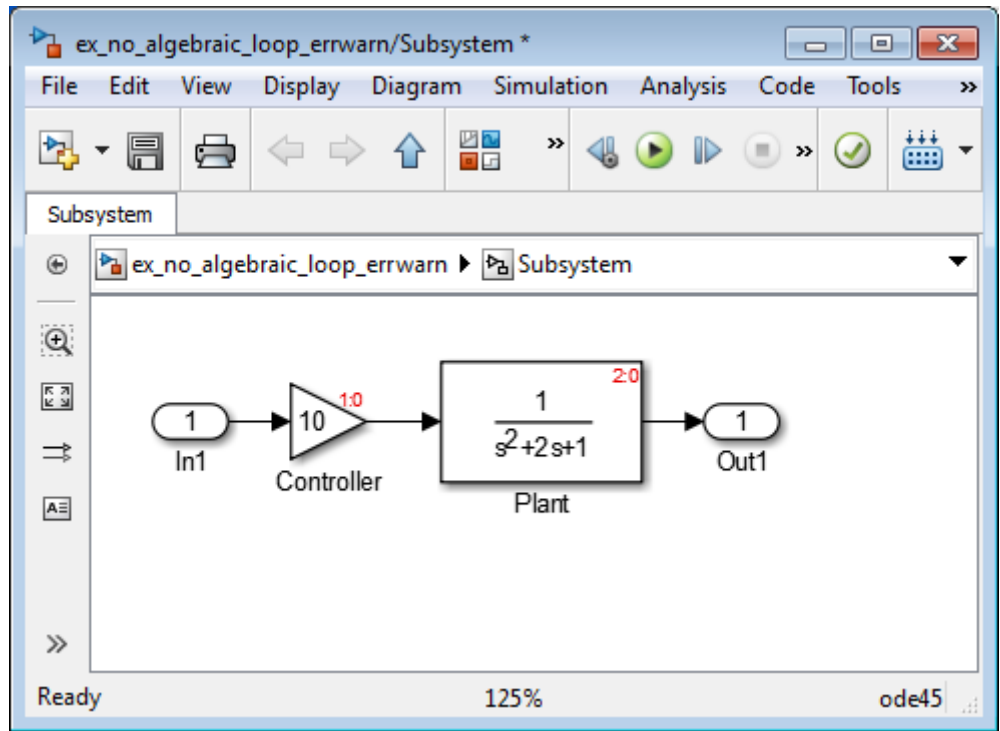 ex_no_algebraic_loop_errwarn/Subsystem *
File Edit View Display Diagram Simulation Analysis Code Tools »
»
»
Subsystem
ex_no_algebraic_loop_errwarn Subsystem
1
In1
10
1:0
Controller
2:0
1
s²+2s+1
Plant
1
Out1
A
»
Ready 125% ode45